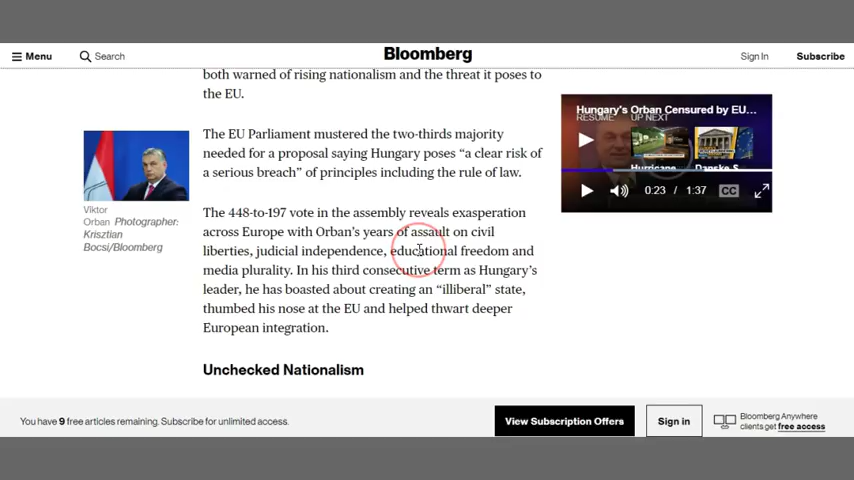 Menu
Search
Bloomberg
Sign In
Subscribe
both warned of rising nationalism and the threat it poses to
the EU.
The EU Parliament mustered the two-thirds majority
needed for a proposal saying Hungary poses “a clear risk of
a serious breach” of principles including the rule of law.
The 448-to-197 vote in the assembly reveals exasperation
across Europe with Orban’s years of assault on civil
liberties, judicial independence, educational freedom and
media plurality. In his third consecutive term as Hungary’s
leader, he has boasted about creating an “illiberal” state,
thumbed his nose at the EU and helped thwart deeper
European integration.
Unchecked Nationalism
Viktor
Orban Photographer:
Krisztian
Bocsi/Bloomberg
Hungary's Orban Censured by EU...
RESUME UP NEXT
Hurricane Danske S
0:23 / 1:37 CC
You have 9 free articles remaining. Subscribe for unlimited access.
View Subscription Offers
Sign in
Bloomberg Anywhere
clients get free access